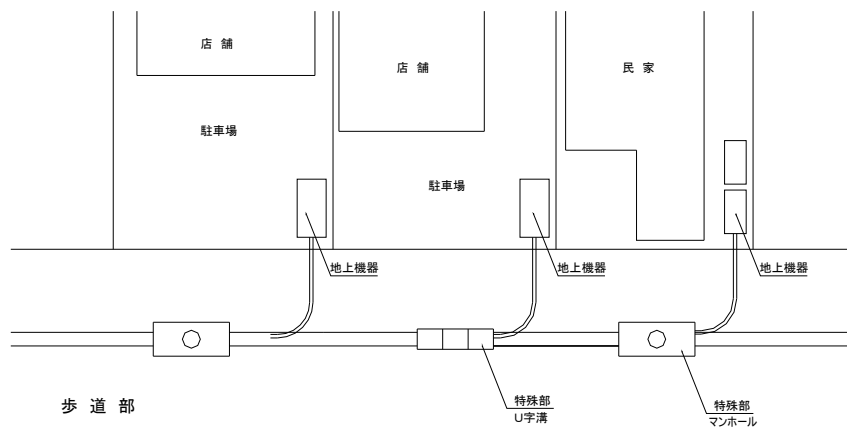 店 舗
店 舗
民 家
駐車場
駐車場
地上機器
地上機器
地上機器
歩 道 部
特殊部
U字溝
特殊部
マンホール